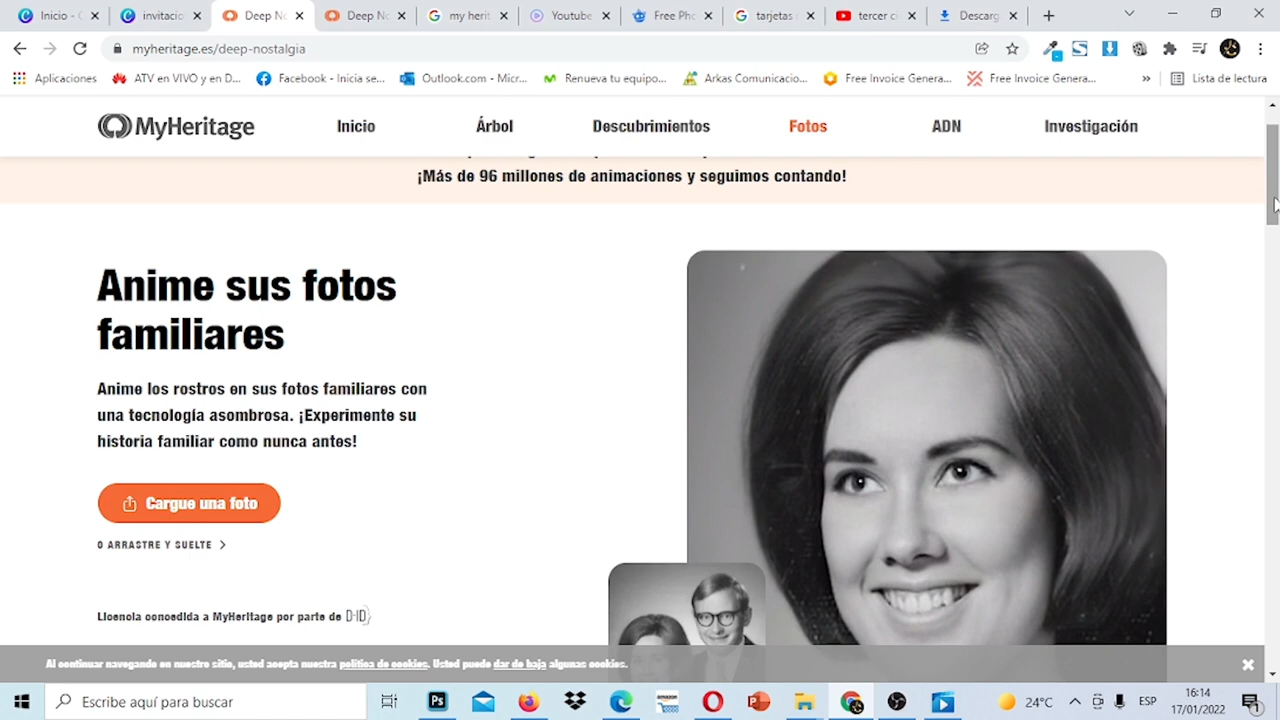 Inicio - C
invitacio
Deep No
Deep No
my herit
Youtube
Free Pho
tarjetas
tercer ci
Descarg
myheritage.es/deep-nostalgia
Aplicaciones
ATV en VIVO y en D...
Facebook - Inicia se...
Outlook.com - Micr...
Renueva tu equipo...
Arkas Comunicacio...
Free Invoice Genera...
Free Invoice Genera...
»
Lista de lectura
MyHeritage
Inicio
Árbol
Descubrimientos
Fotos
ADN
Investigación
¡Más de 96 millones de animaciones y seguimos contando!
Anime sus fotos
familiares
Anime los rostros en sus fotos familiares con
una tecnología asombrosa. ¡Experimente su
historia familiar como nunca antes!
Cargue una foto
O ARRASTRE Y SUELTE >
Licencia concedida a MyHeritage por parte de D-ID
Al continuar navegando en nuestro sitio, usted acepta nuestra política de cookies. Usted puede dar de baja algunas cookies.
Escribe aquí para buscar
Ps
amazon
24°C
ESP
16:14
17/01/2022